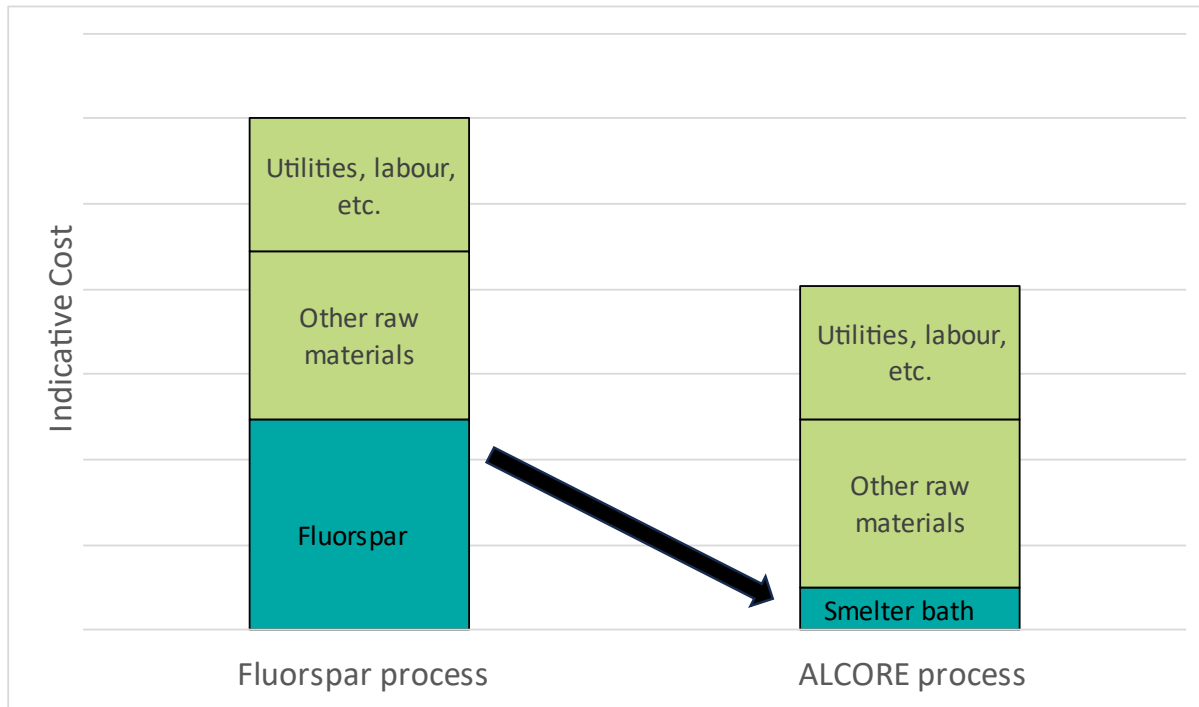 Indicative Cost
Utilities, labour,
etc.
Other raw
materials
Fluorspar
Utilities, labour,
etc.
Other raw
materials
Smelter bath
Fluorspar process
ALCORE process